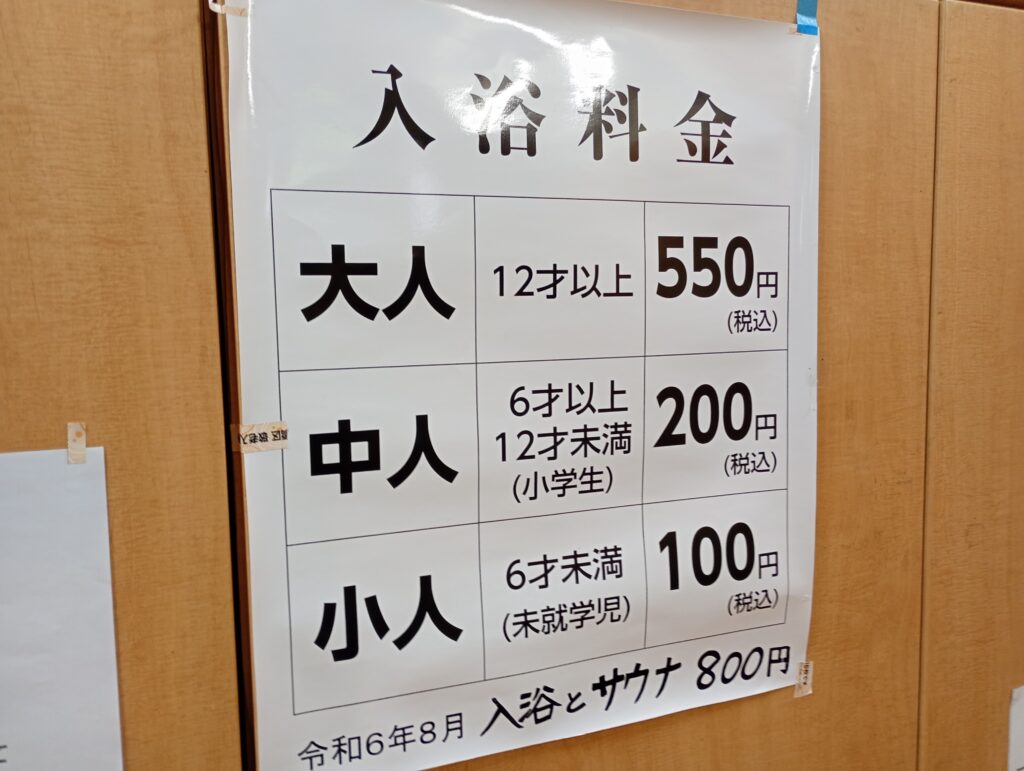 入浴料金
大人 12才以上 550円
(税込)
中人 6才以上
12才未満
(小学生)
200円
(税込)
小人 6才未満
(未就学児)
100円
(税込)
令和6年8月 入浴とサウナ 800円